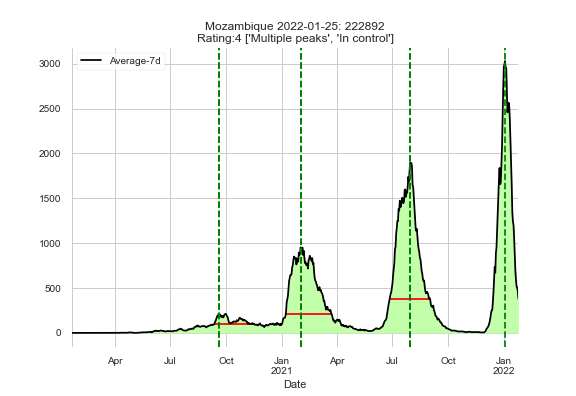 Mozambique 2022-01-25: 222892
Rating:4 ['Multiple peaks', 'In control']
Average-7d
3000
2500
2000
1500
1000
500
0
Apr
Jul
Oct
Jan
2021
Apr
Jul
Oct
Jan
2022
Date